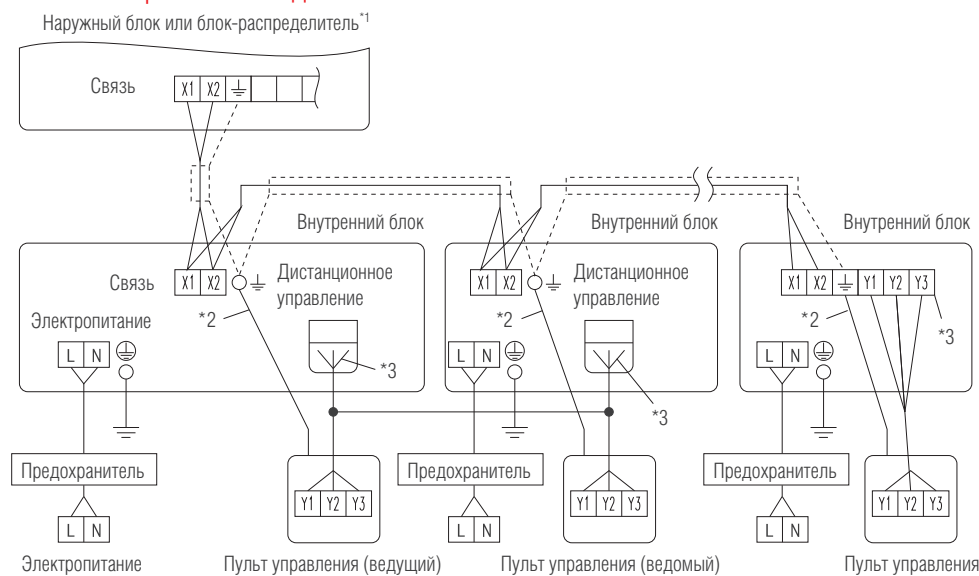 Наружный блок или блок-распределитель*1
Связь
X1 X2
Внутренний блок
Внутренний блок
Внутренний блок
Связь
X1 X2
Дистанционное
управление
X1 X2
Дистанционное
управление
X1 X2 Y1 Y2 Y3
Электропитание
*2
*2
*2
*3
L N
*3
L N
*3
L N
Предохранитель
Предохранитель
Предохранитель
Y1 Y2 Y3
Y1 Y2 Y3
Y1 Y2 Y3
L N
L N
L N
Электропитание
Пульт управления (ведущий)
Пульт управления (ведомый)
Пульт управления